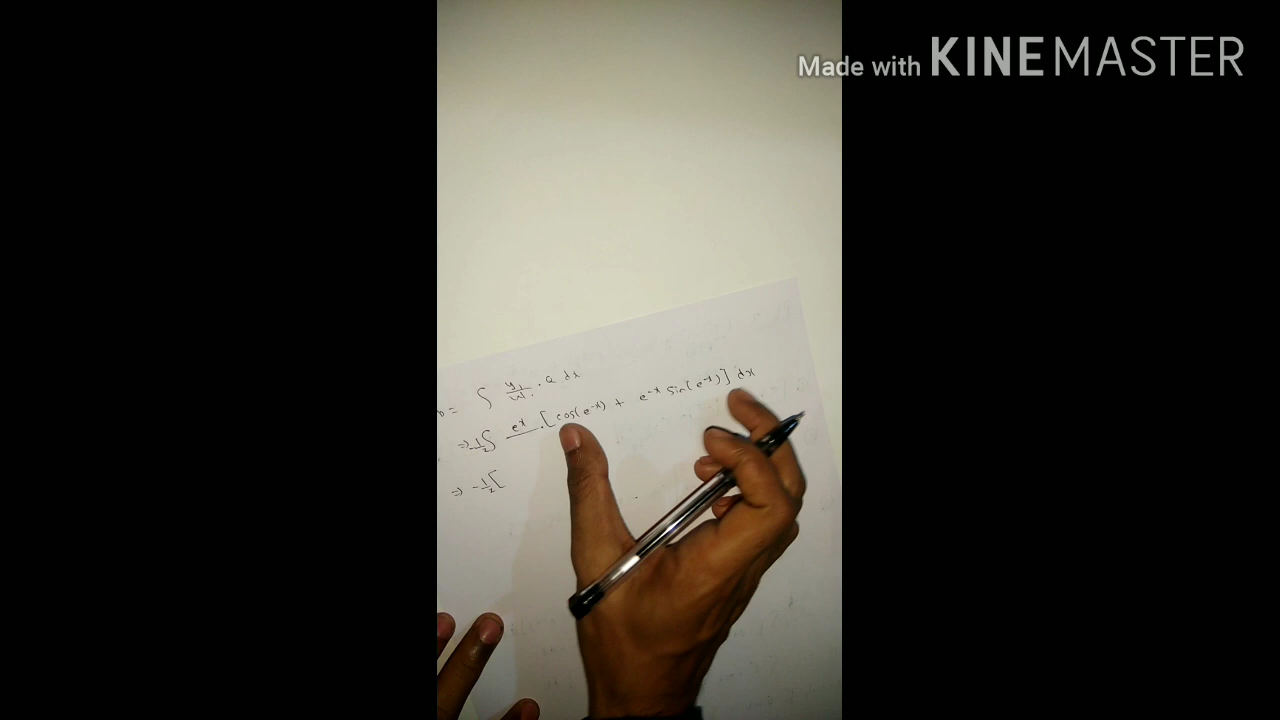 Made with KINEMASTER
= ∫ y₁/W . Q dx
=> -1/2 ∫ e^x . [cos(e^-x) + e^-x sin(e^-x)] dx
=> -1/2 [